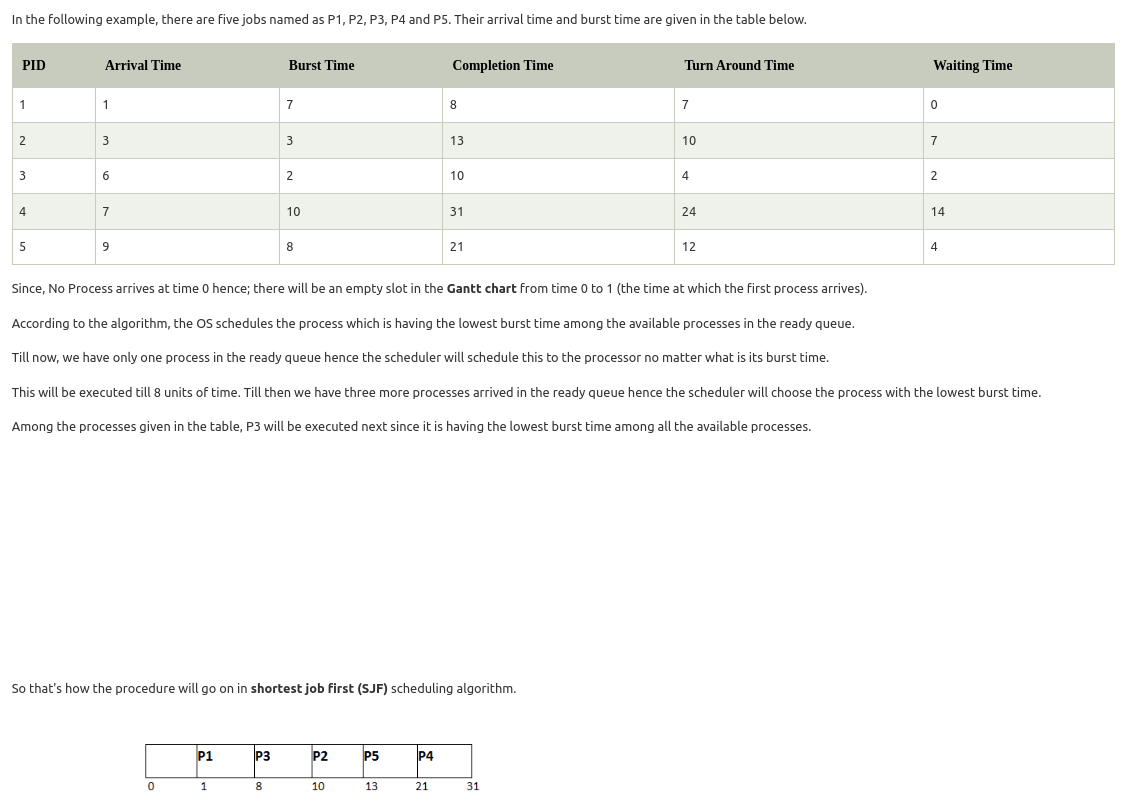 In the following example, there are five jobs named as P1, P2, P3, P4 and P5. Their arrival time and burst time are given in the table below.
PID Arrival Time Burst Time Completion Time Turn Around Time Waiting Time
1 1 7 8 7 0
2 3 3 13 10 7
3 6 2 10 4 2
4 7 10 31 24 14
5 9 8 21 12 4
Since, No Process arrives at time 0 hence; there will be an empty slot in the Gantt chart from time 0 to 1 (the time at which the first process arrives).
According to the algorithm, the OS schedules the process which is having the lowest burst time among the available processes in the ready queue.
Till now, we have only one process in the ready queue hence the scheduler will schedule this to the processor no matter what is its burst time.
This will be executed till 8 units of time. Till then we have three more processes arrived in the ready queue hence the scheduler will choose the process with the lowest burst time.
Among the processes given in the table, P3 will be executed next since it is having the lowest burst time among all the available processes.
So that's how the procedure will go on in shortest job first (SJF) scheduling algorithm.
P1 P3 P2 P5 P4
0 1 8 10 13 21 31